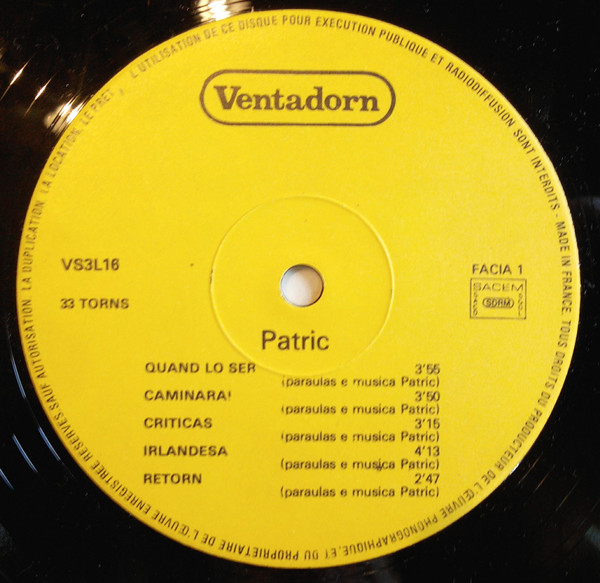 TOUS DROITS DU PRODUCTEUR DE L'ŒUVRE PHONOGRAPHIQUE, ET DU PROPRIETAIRE DE L'ŒUVRE ENREGISTREE RESERVES. SAUF AUTORISATION. LA DUPLICATION. LA LOCATION. LE PRET L'UTILISATION DE CE DISQUE POUR EXECUTION PUBLIQUE ET RADIODIFFUSION SONT INTERDITS - MADE IN FRANCE.
Ventadorn
VS3L16
FACIA 1
33 TORNS
SACEM
SDRM
Patric
QUAND LO SER 3'55
(paraulas e musica Patric)
CAMINARA! 3'50
(paraulas e musica Patric)
CRITICAS 3'15
(paraulas e musica Patric)
IRLANDESA 4'13
(paraulas e musica Patric)
RETORN 2'47
(paraulas e musica Patric)